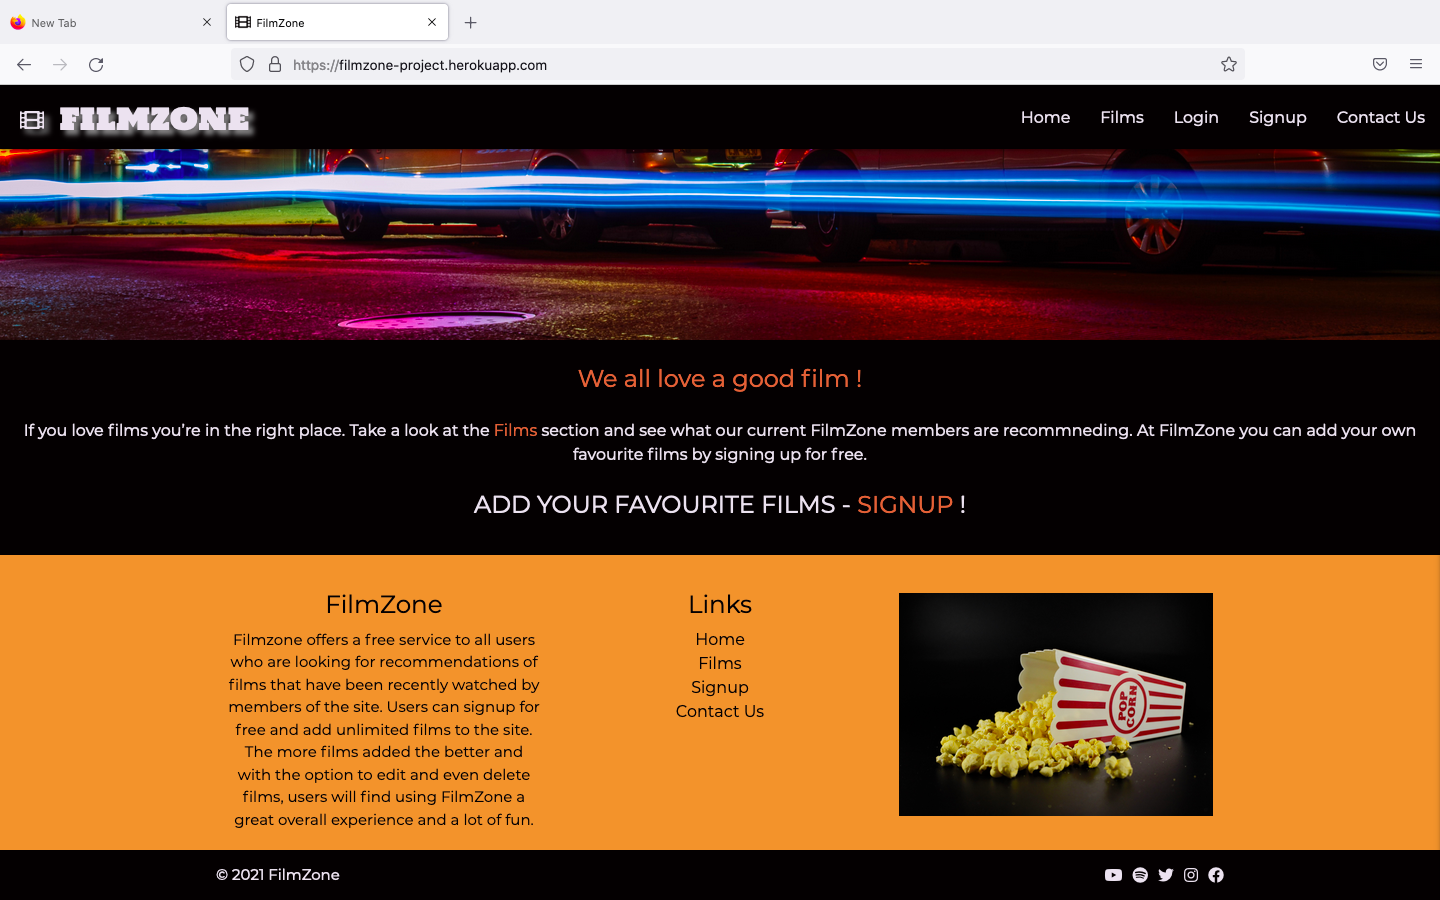 New Tab
FilmZone
https://filmzone-project.herokuapp.com
FILMZONE
Home Films Login Signup Contact Us
We all love a good film !
If you love films you’re in the right place. Take a look at the Films section and see what our current FilmZone members are recommneding. At FilmZone you can add your own
favourite films by signing up for free.
ADD YOUR FAVOURITE FILMS - SIGNUP !
FilmZone
Filmzone offers a free service to all users
who are looking for recommendations of
films that have been recently watched by
members of the site. Users can signup for
free and add unlimited films to the site.
The more films added the better and
with the option to edit and even delete
films, users will find using FilmZone a
great overall experience and a lot of fun.
Links
Home
Films
Signup
Contact Us
POP
CORN
© 2021 FilmZone